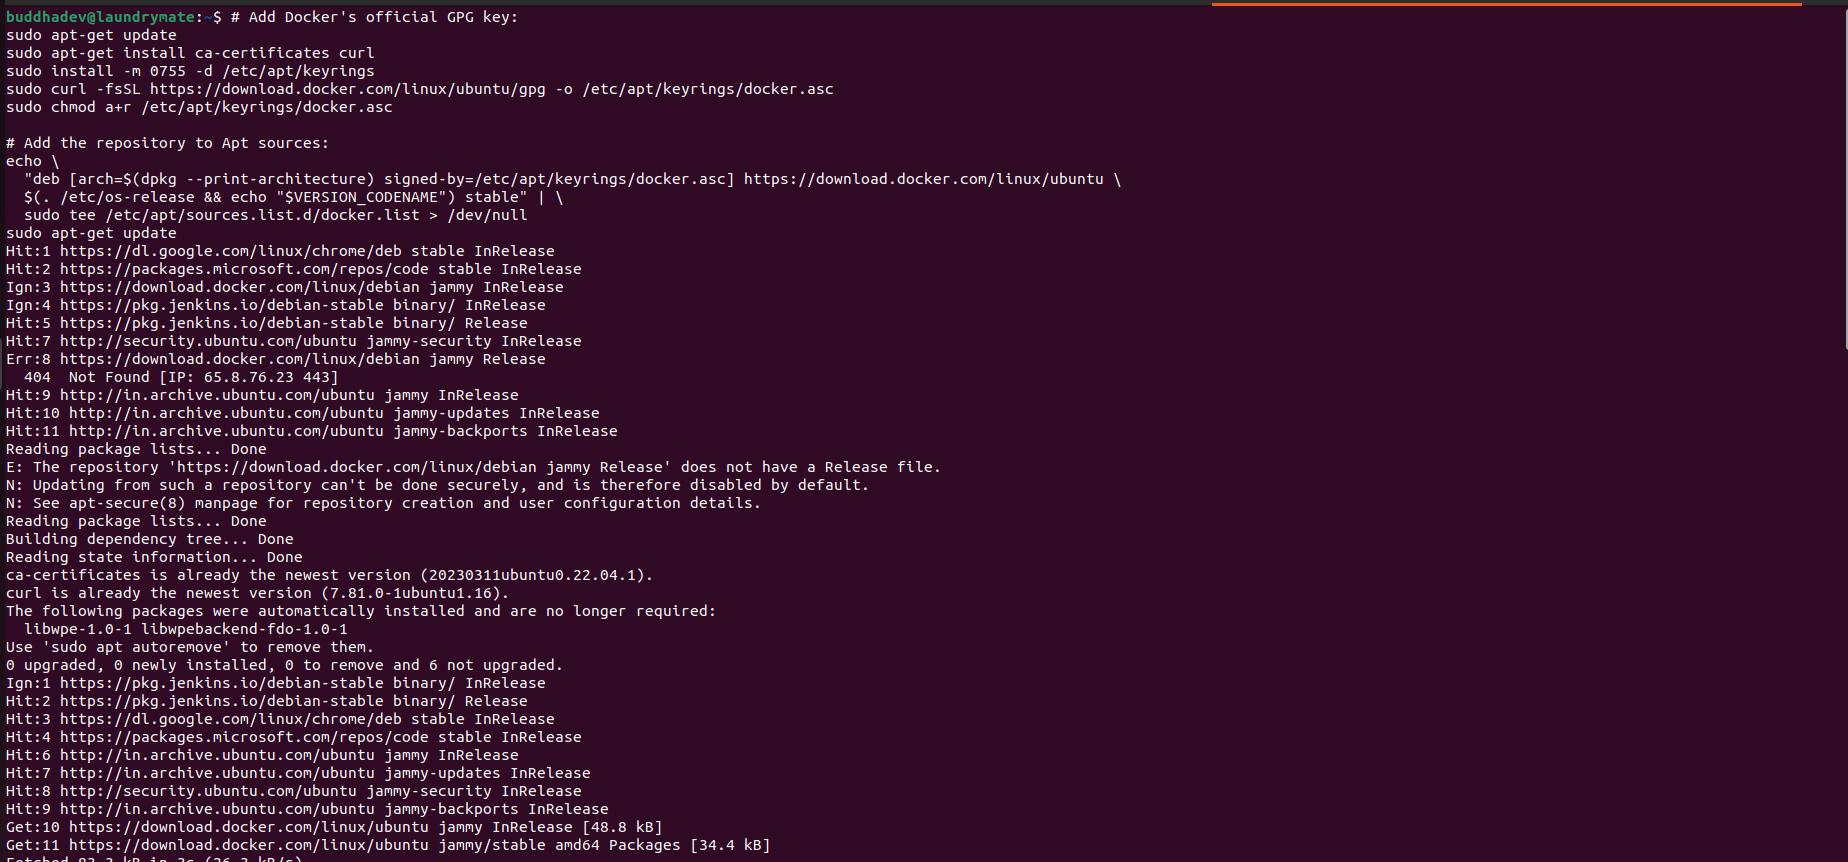 buddhadev@laundrymate:~$ # Add Docker's official GPG key:
sudo apt-get update
sudo apt-get install ca-certificates curl
sudo install -m 0755 -d /etc/apt/keyrings
sudo curl -fsSL https://download.docker.com/linux/ubuntu/gpg -o /etc/apt/keyrings/docker.asc
sudo chmod a+r /etc/apt/keyrings/docker.asc

# Add the repository to Apt sources:
echo \
  "deb [arch=$(dpkg --print-architecture) signed-by=/etc/apt/keyrings/docker.asc] https://download.docker.com/linux/ubuntu \
  $(. /etc/os-release && echo "$VERSION_CODENAME") stable" | \
  sudo tee /etc/apt/sources.list.d/docker.list > /dev/null
sudo apt-get update
Hit:1 https://dl.google.com/linux/chrome/deb stable InRelease
Hit:2 https://packages.microsoft.com/repos/code stable InRelease
Ign:3 https://download.docker.com/linux/debian jammy InRelease
Ign:4 https://pkg.jenkins.io/debian-stable binary/ InRelease
Hit:5 https://pkg.jenkins.io/debian-stable binary/ Release
Hit:7 http://security.ubuntu.com/ubuntu jammy-security InRelease
Err:8 https://download.docker.com/linux/debian jammy Release
  404  Not Found [IP: 65.8.76.23 443]
Hit:9 http://in.archive.ubuntu.com/ubuntu jammy InRelease
Hit:10 http://in.archive.ubuntu.com/ubuntu jammy-updates InRelease
Hit:11 http://in.archive.ubuntu.com/ubuntu jammy-backports InRelease
Reading package lists... Done
E: The repository 'https://download.docker.com/linux/debian jammy Release' does not have a Release file.
N: Updating from such a repository can't be done securely, and is therefore disabled by default.
N: See apt-secure(8) manpage for repository creation and user configuration details.
Reading package lists... Done
Building dependency tree... Done
Reading state information... Done
ca-certificates is already the newest version (20230311ubuntu0.22.04.1).
curl is already the newest version (7.81.0-1ubuntu1.16).
The following packages were automatically installed and are no longer required:
  libwpe-1.0-1 libwpebackend-fdo-1.0-1
Use 'sudo apt autoremove' to remove them.
0 upgraded, 0 newly installed, 0 to remove and 6 not upgraded.
Ign:1 https://pkg.jenkins.io/debian-stable binary/ InRelease
Hit:2 https://pkg.jenkins.io/debian-stable binary/ Release
Hit:3 https://dl.google.com/linux/chrome/deb stable InRelease
Hit:4 https://packages.microsoft.com/repos/code stable InRelease
Hit:6 http://in.archive.ubuntu.com/ubuntu jammy InRelease
Hit:7 http://in.archive.ubuntu.com/ubuntu jammy-updates InRelease
Hit:8 http://security.ubuntu.com/ubuntu jammy-security InRelease
Hit:9 http://in.archive.ubuntu.com/ubuntu jammy-backports InRelease
Get:10 https://download.docker.com/linux/ubuntu jammy InRelease [48.8 kB]
Get:11 https://download.docker.com/linux/ubuntu jammy/stable amd64 Packages [34.4 kB]